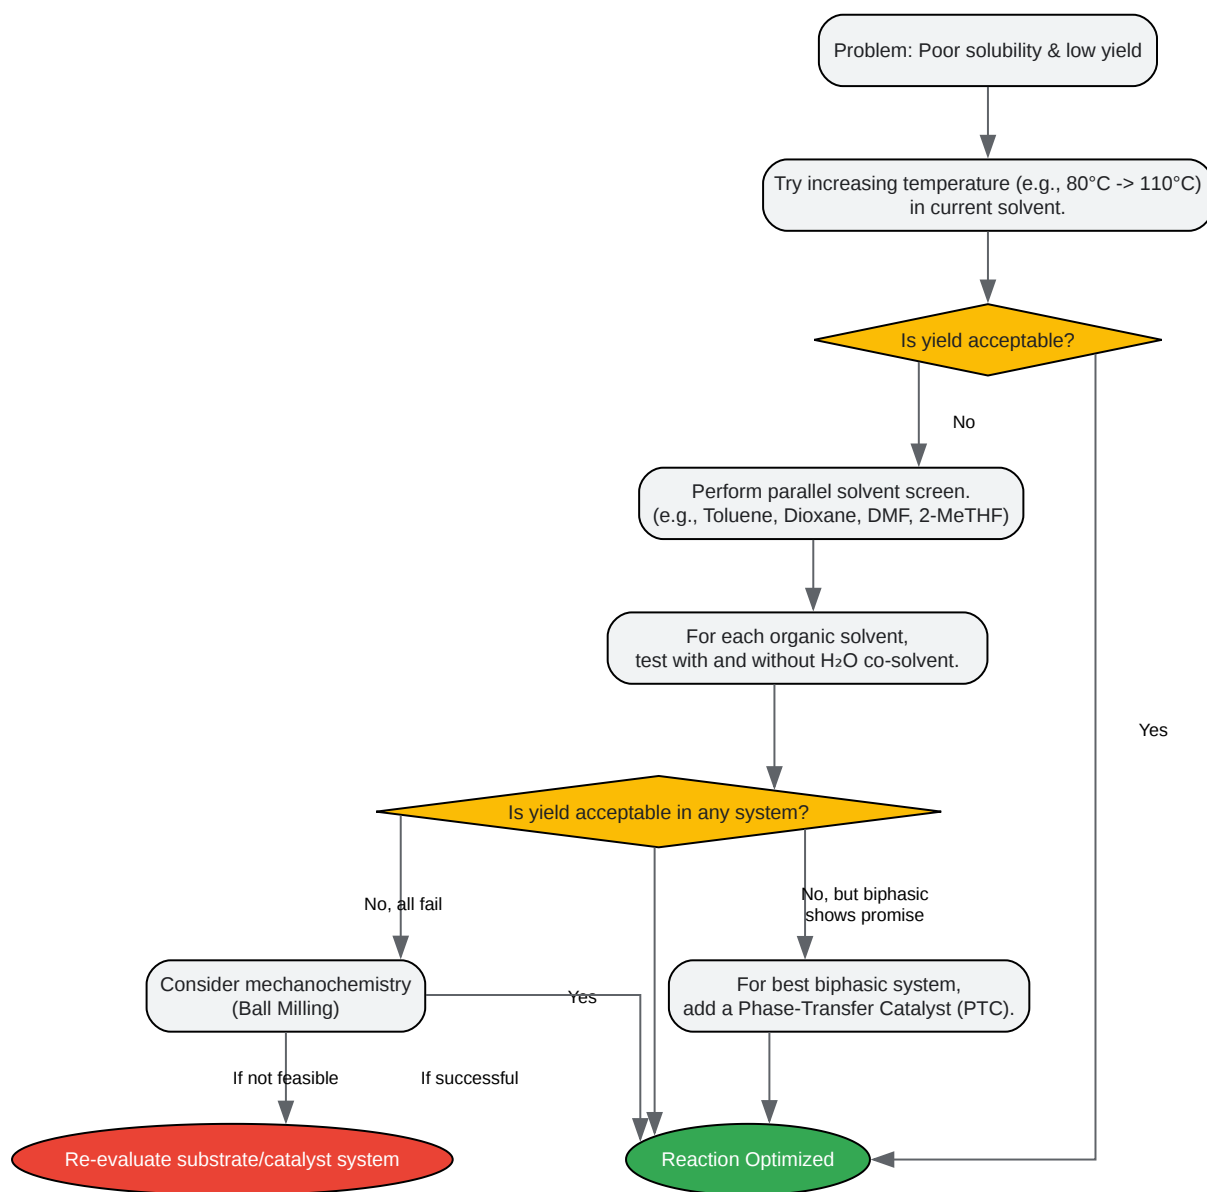 Problem: Poor solubility & low yield
Try increasing temperature (e.g., 80°C -> 110°C)
in current solvent.
Is yield acceptable?
No
Perform parallel solvent screen.
(e.g., Toluene, Dioxane, DMF, 2-MeTHF)
For each organic solvent,
test with and without H₂O co-solvent.
Yes
Is yield acceptable in any system?
No, all fail
No, but biphasic
shows promise
Consider mechanochemistry
(Ball Milling)
Yes
For best biphasic system,
add a Phase-Transfer Catalyst (PTC).
If not feasible
If successful
Re-evaluate substrate/catalyst system
Reaction Optimized